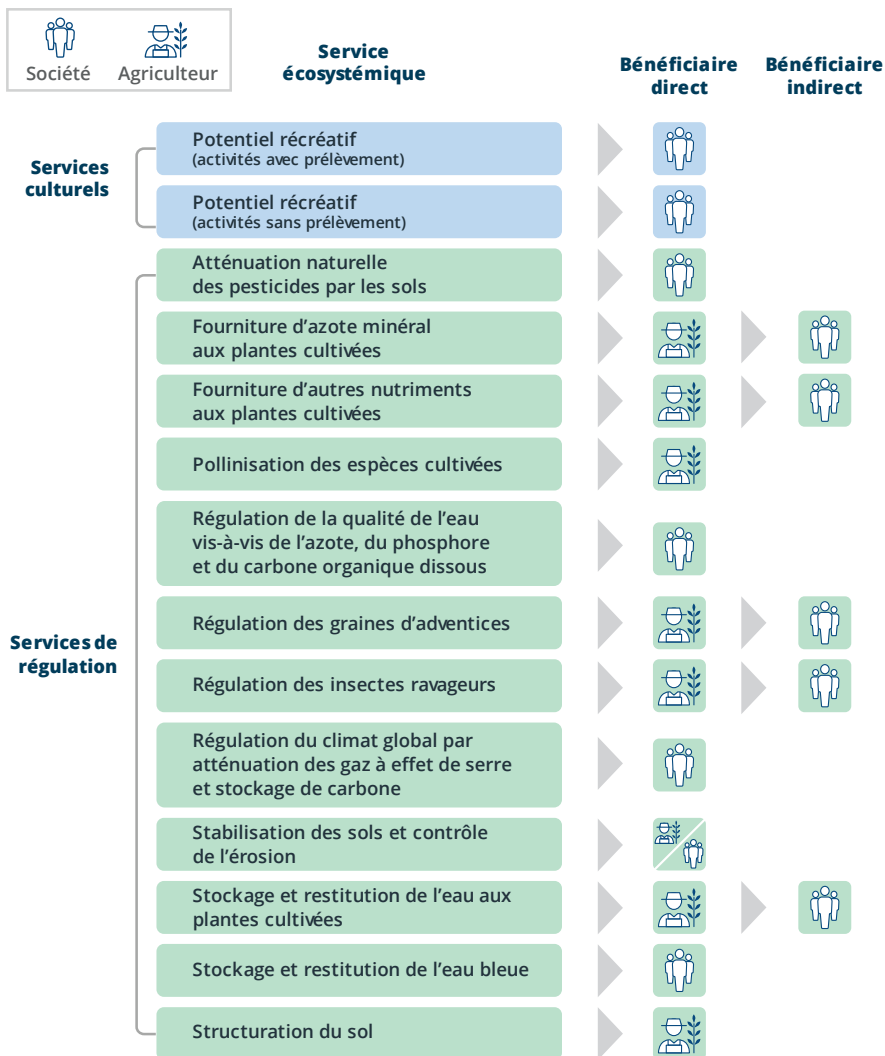 Société
Agriculteur
Service
écosystémique
Bénéficiaire
direct
Bénéficiaire
indirect
Services
culturels
Potentiel récréatif
(activités avec prélèvement)
Potentiel récréatif
(activités sans prélèvement)
Services de
régulation
Atténuation naturelle
des pesticides par les sols
Fourniture d'azote minéral
aux plantes cultivées
Fourniture d'autres nutriments
aux plantes cultivées
Pollinisation des espèces cultivées
Régulation de la qualité de l'eau
vis-à-vis de l'azote, du phosphore
et du carbone organique dissous
Régulation des graines d'adventices
Régulation des insectes ravageurs
Régulation du climat global par
atténuation des gaz à effet de serre
et stockage de carbone
Stabilisation des sols et contrôle
de l'érosion
Stockage et restitution de l'eau aux
plantes cultivées
Stockage et restitution de l'eau bleue
Structuration du sol